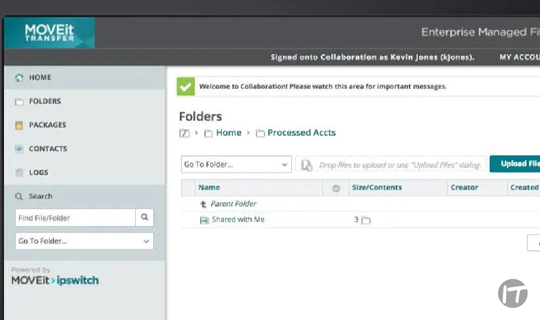 MOVEit
TRANSFER
Enterprise Managed Fil
Signed onto Collaboration as Kevin Jones (kjones).
MY ACCOU
HOME
FOLDERS
PACKAGES
CONTACTS
LOGS
Search
Find File/Folder
Go To Folder...
Powered by
MOVEit ipswitch
Welcome to Collaboration! Please watch this area for important messages.
Folders
Home Processed Accts
Go To Folder... Drop files to upload or use "Upload Files" dialog. Upload File
Name Size/Contents Creator Created
Parent Folder
Shared with Me 3
IT